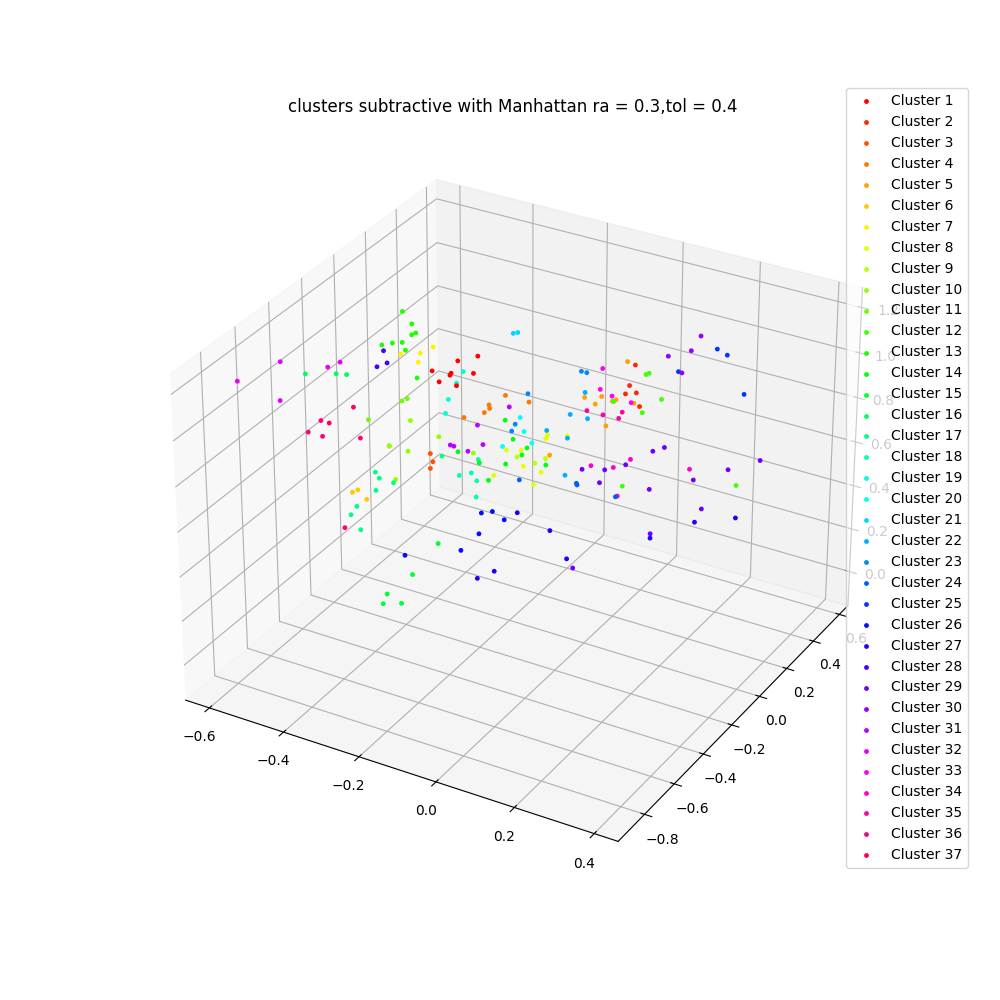 clusters subtractive with Manhattan ra = 0.3,tol = 0.4
Cluster 1
Cluster 2
Cluster 3
Cluster 4
Cluster 5
Cluster 6
Cluster 7
Cluster 8
Cluster 9
Cluster 10
Cluster 11
Cluster 12
Cluster 13
Cluster 14
Cluster 15
Cluster 16
Cluster 17
Cluster 18
Cluster 19
Cluster 20
Cluster 21
Cluster 22
Cluster 23
Cluster 24
Cluster 25
Cluster 26
Cluster 27
Cluster 28
Cluster 29
Cluster 30
Cluster 31
Cluster 32
Cluster 33
Cluster 34
Cluster 35
Cluster 36
Cluster 37
1.0
0.8
0.6
0.4
0.2
0.0
0.6
0.4
0.2
0.0
−0.2
−0.4
−0.6
−0.8
−0.6
−0.4
−0.2
0.0
0.2
0.4